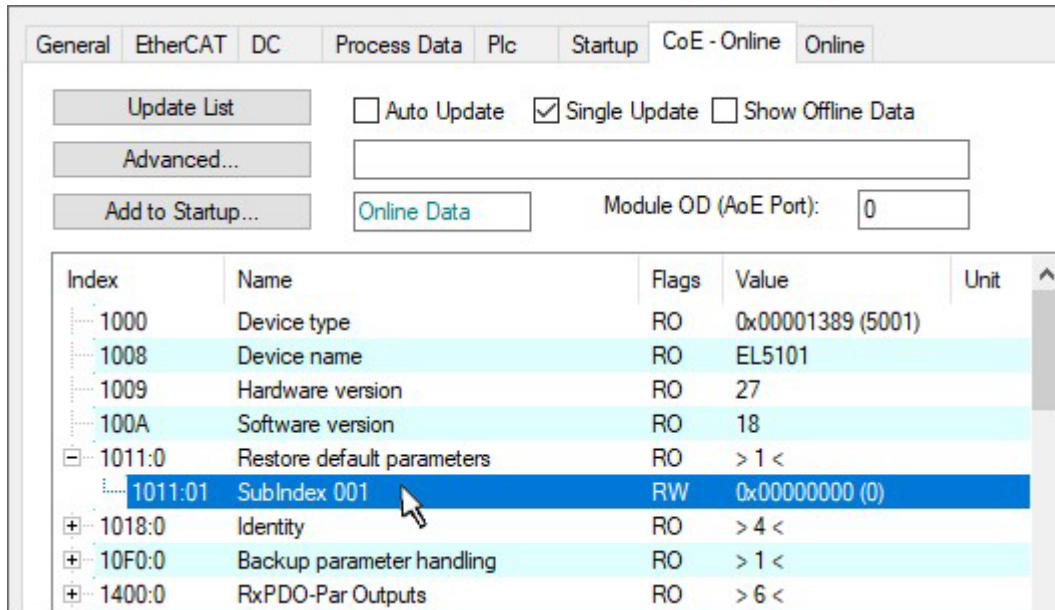 General EtherCAT DC Process Data Plc Startup CoE - Online Online
Update List Auto Update Single Update Show Offline Data
Advanced...
Add to Startup... Online Data Module OD (AoE Port): 0
Index Name Flags Value Unit
1000 Device type RO 0x00001389 (5001)
1008 Device name RO EL5101
1009 Hardware version RO 27
100A Software version RO 18
1011:0 Restore default parameters RO > 1 <
1011:01 SubIndex 001 RW 0x00000000 (0)
1018:0 Identity RO > 4 <
10F0:0 Backup parameter handling RO > 1 <
1400:0 RxPDO-Par Outputs RO > 6 <